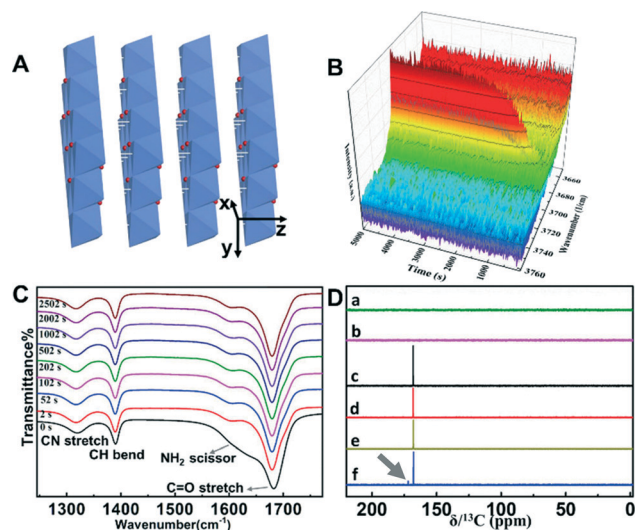 A
x
y
z
B
5000
4000
3000
2000
1000
Time (s)
3660
3680
3700
3720
3740
3760
Wavenumber (1/cm)
C
Transmittance%
2502 s
2002 s
1002 s
502 s
202 s
102 s
52 s
2 s
0 s
CN stretch
CH bend
NH₂ scissor
C=O stretch
1300
1400
1500
1600
1700
Wavenumber(cm⁻¹)
D
a
b
c
d
e
f
200
150
100
50
0
δ/¹³C (ppm)